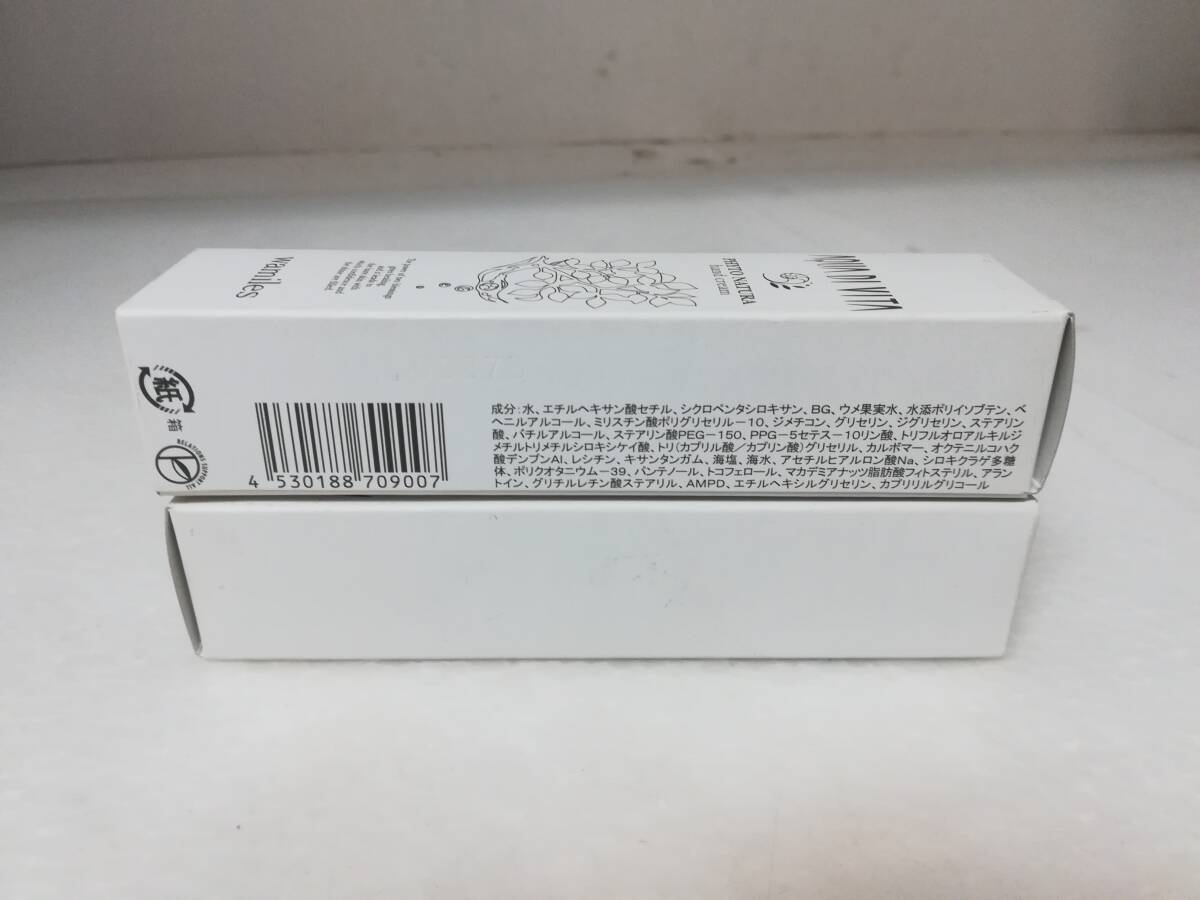 AQUA DI VITA
PHYTO NATURA
hand cream
warmiles
紙
箱
RELATIONS SUPPORT ALL
4 530188 709007
成分：水、エチルヘキサン酸セチル、シクロペンタシロキサン、BG、ウメ果実水、水添ポリイソブテン、ベ
ヘニルアルコール、ミリスチン酸ポリグリセリル－10、ジメチコン、グリセリン、ジグリセリン、ステアリン
酸、バチルアルコール、ステアリン酸PEG－150、PPG－5セテス－10リン酸、トリフルオロアルキルジ
メチルトリメチルシロキシケイ酸、トリ（カプリル酸／カプリン酸）グリセリル、カルボマー、オクテニルコハク
酸デンプンAl、レシチン、キサンタンガム、海塩、海水、アセチルヒアルロン酸Na、シロキクラゲ多糖
体、ポリクオタニウム－39、パンテノール、トコフェロール、マカデミアナッツ脂肪酸フィトステリル、アラン
トイン、グリチルレチン酸ステアリル、AMPD、エチルヘキシルグリセリン、カプリリルグリコール